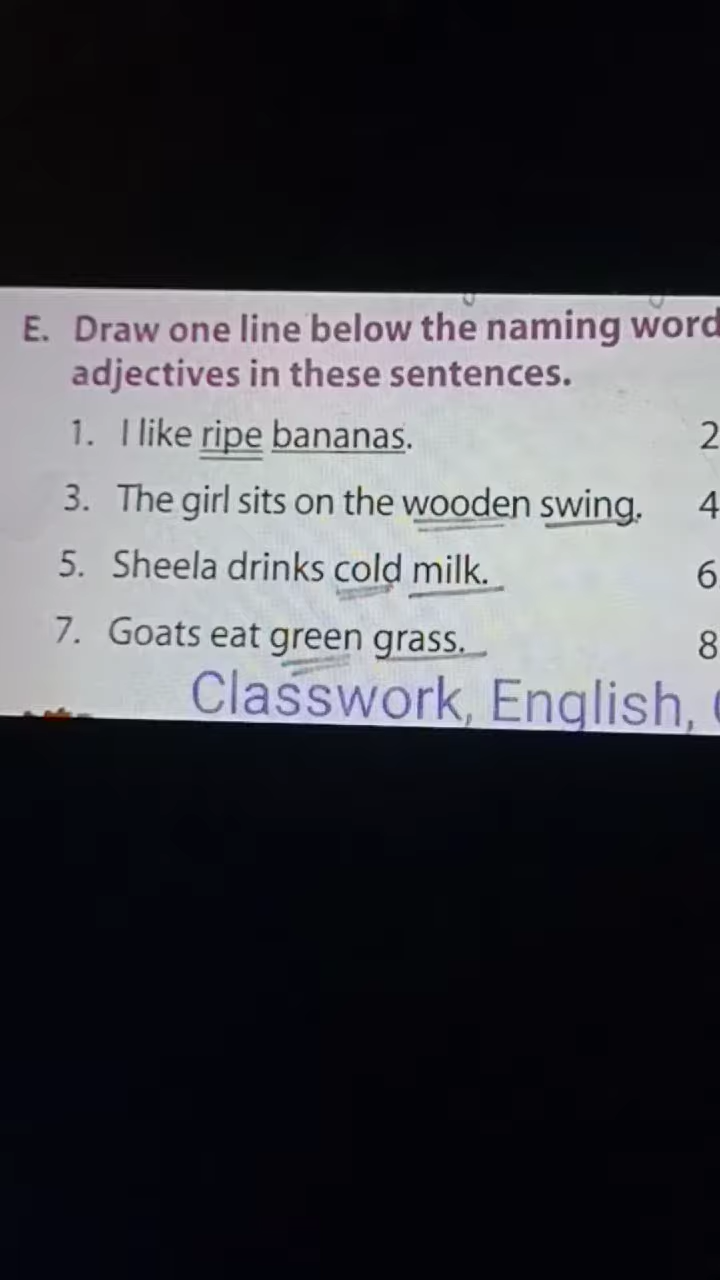 E. Draw one line below the naming word
adjectives in these sentences.
1. I like ripe bananas. 2
3. The girl sits on the wooden swing. 4
5. Sheela drinks cold milk. 6
7. Goats eat green grass. 8
Classwork, English,